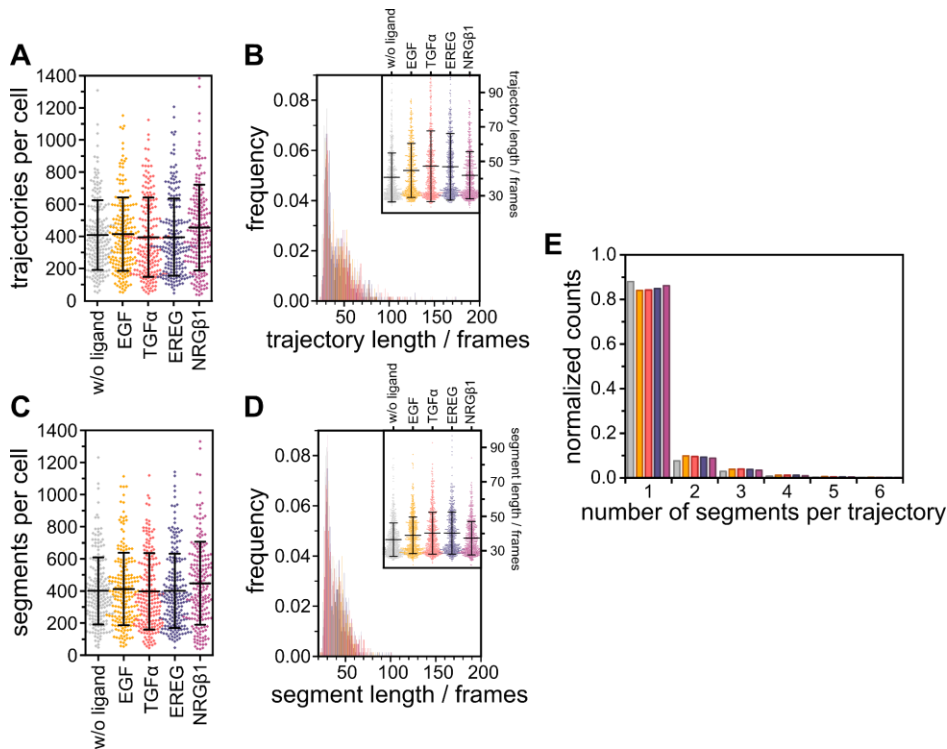 A
trajectories per cell
1400
1200
1000
800
600
400
200
0
w/o ligand
EGF
TGFα
EREG
NRGβ1
B
frequency
0.08
0.06
0.04
0.02
0.00
50
100
150
200
trajectory length / frames
w/o ligand
EGF
TGFα
EREG
NRGβ1
trajectory length / frames
90
70
50
30
C
segments per cell
1400
1200
1000
800
600
400
200
0
w/o ligand
EGF
TGFα
EREG
NRGβ1
D
frequency
0.08
0.06
0.04
0.02
0.00
50
100
150
200
segment length / frames
w/o ligand
EGF
TGFα
EREG
NRGβ1
segment length / frames
90
70
50
30
E
normalized counts
1.0
0.8
0.6
0.4
0.2
0.0
1
2
3
4
5
6
number of segments per trajectory